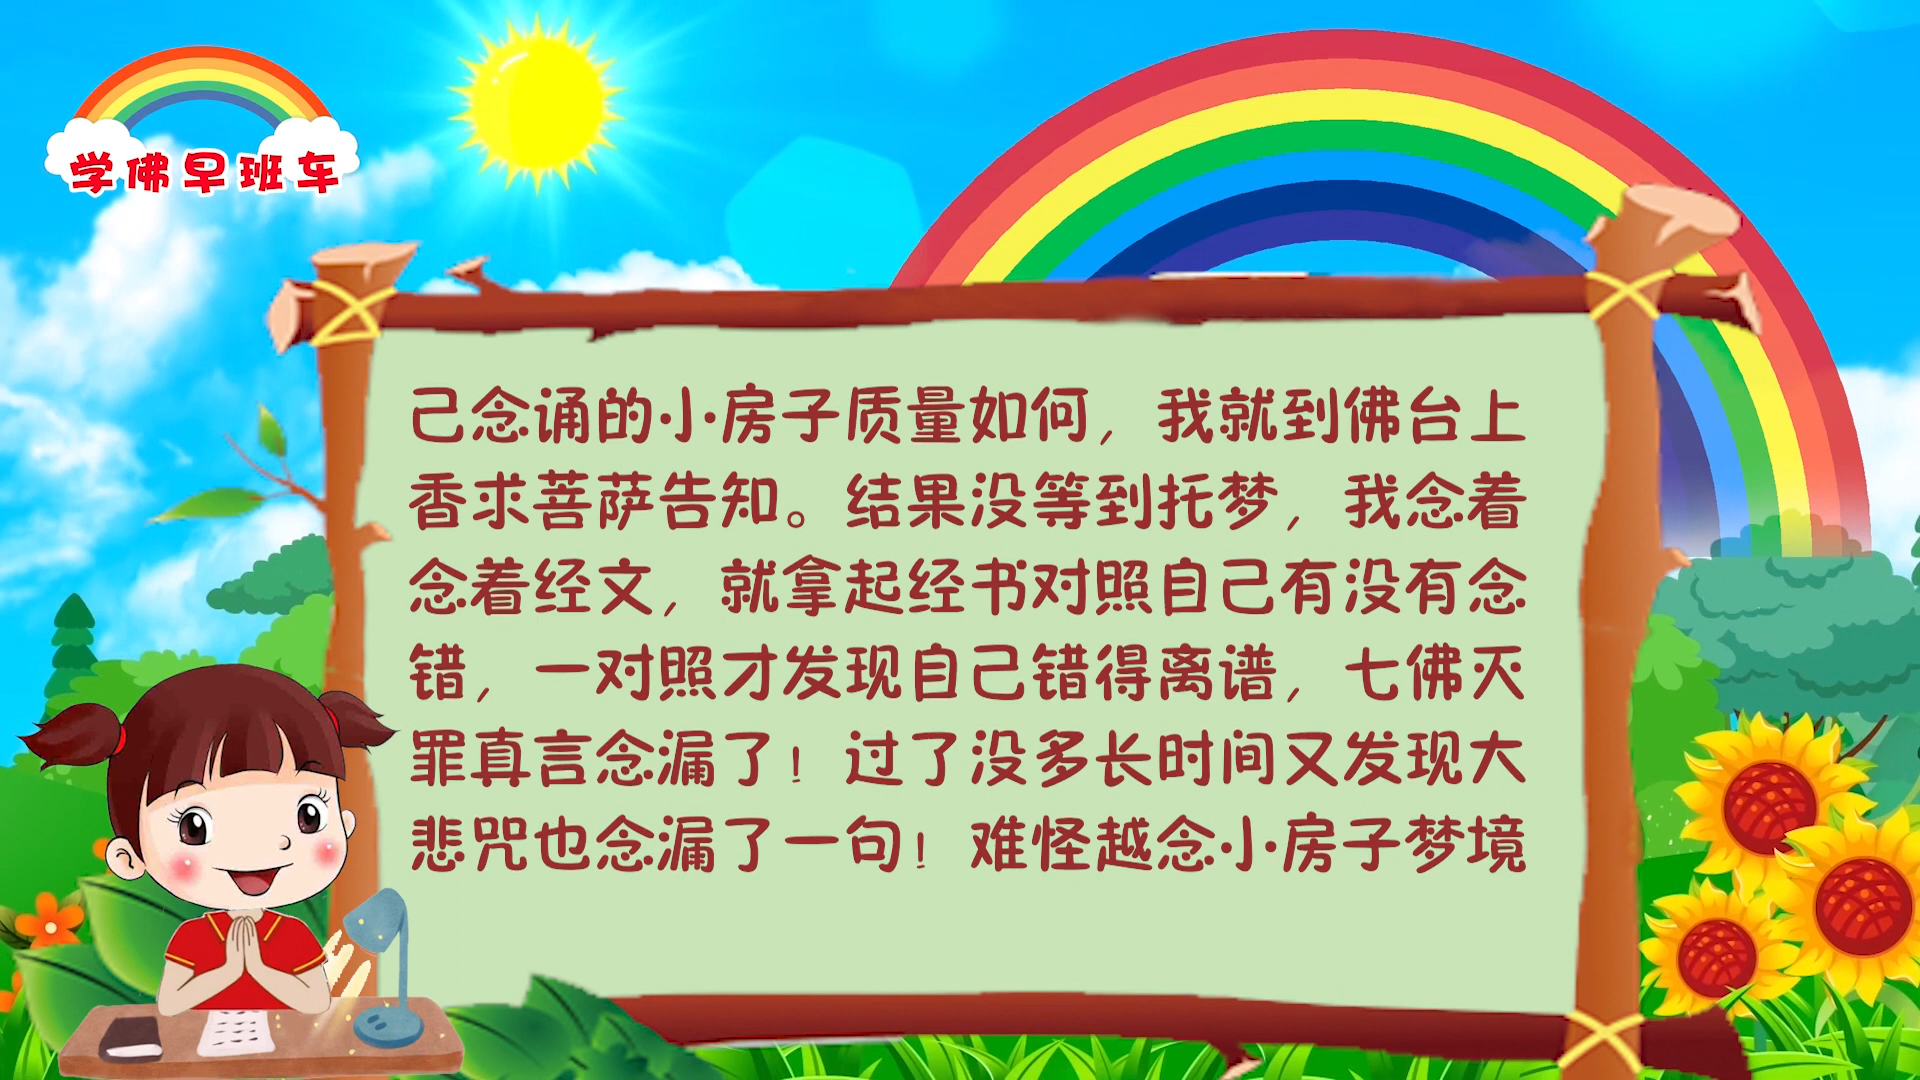 学佛早班车
己念诵的小房子质量如何，我就到佛台上
香求菩萨告知。结果没等到托梦，我念着
念着经文，就拿起经书对照自己有没有念
错，一对照才发现自己错得离谱，七佛灭
罪真言念漏了！过了没多长时间又发现大
悲咒也念漏了一句！难怪越念小房子梦境